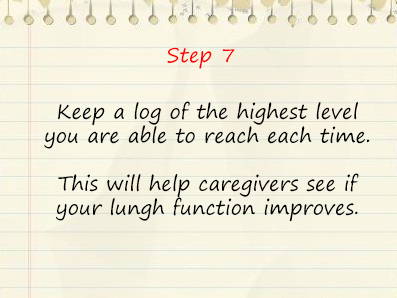 Step 7
Keep a log of the highest level
you are able to reach each time.
This will help caregivers see if
your lungh function improves.